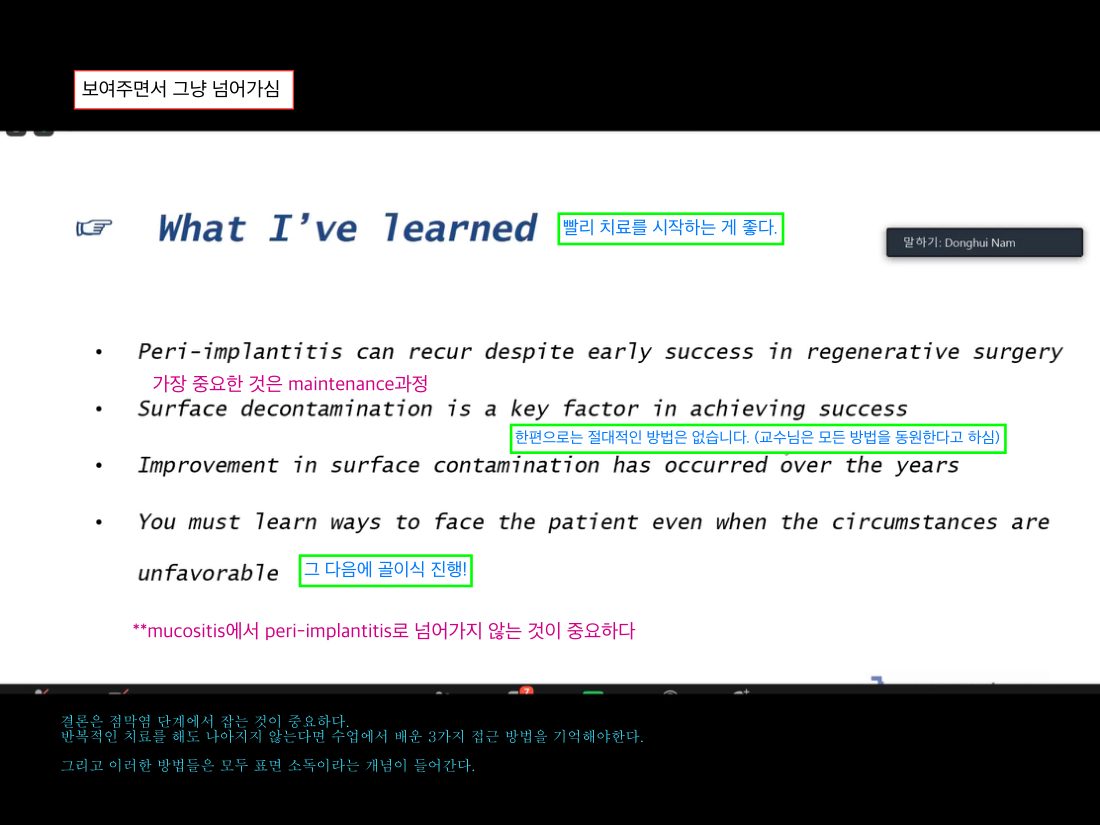 보여주면서 그냥 넘어가심
☞ What I've learned 빨리 치료를 시작하는 게 좋다.
말하기: Donghui Nam
• Peri-implantitis can recur despite early success in regenerative surgery
가장 중요한 것은 maintenance과정
• Surface decontamination is a key factor in achieving success
한편으로는 절대적인 방법은 없습니다. (교수님은 모든 방법을 동원한다고 하심)
• Improvement in surface contamination has occurred over the years
• You must learn ways to face the patient even when the circumstances are
unfavorable 그 다음에 골이식 진행!
**mucositis에서 peri-implantitis로 넘어가지 않는 것이 중요하다
7
결론은 점막염 단계에서 잡는 것이 중요하다.
반복적인 치료를 해도 나아지지 않는다면 수업에서 배운 3가지 접근 방법을 기억해야한다.
그리고 이러한 방법들은 모두 표면 소독이라는 개념이 들어간다.